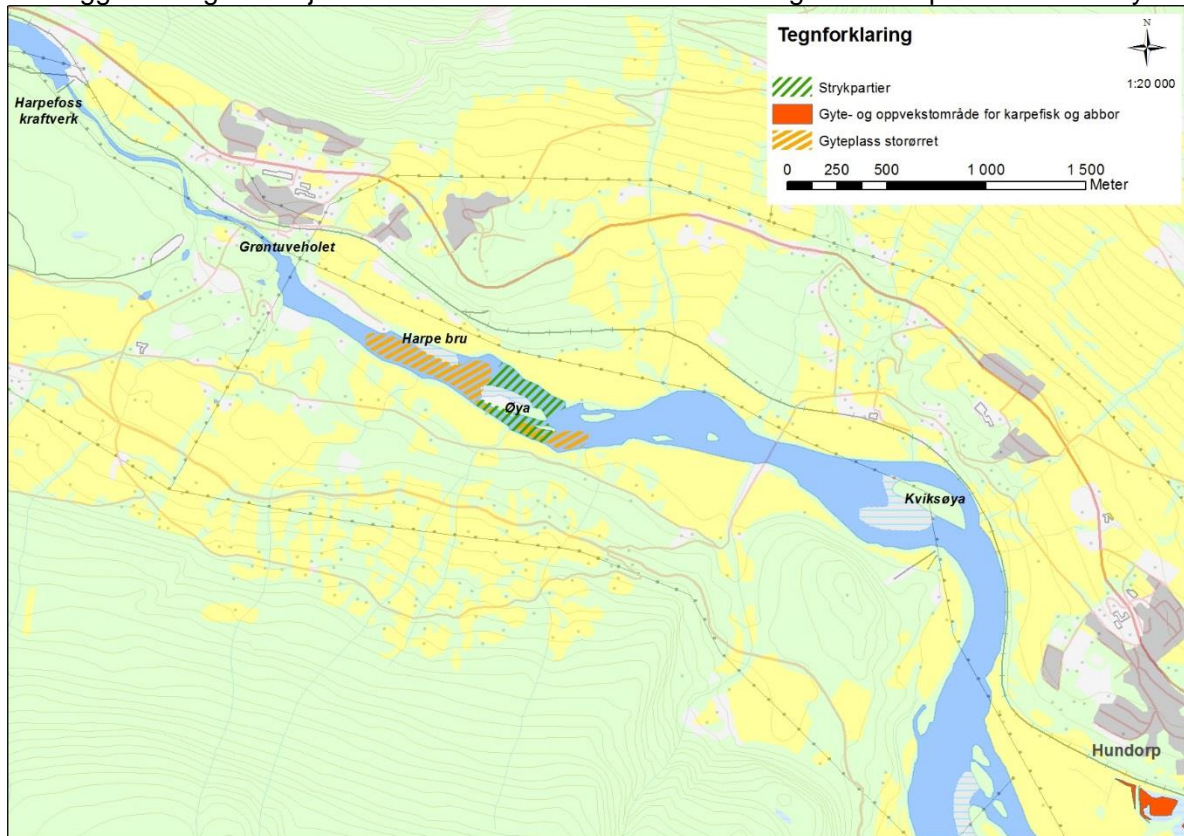 Tegnforklaring
N
1:20 000
Strykpartier
Gyte- og oppvekstområde for karpefisk og abbor
Gyteplass storørret
0 250 500 1 000 1 500
Meter
Harpefoss
kraftverk
Grøntuveholet
Harpe bru
Øya
Kviksøya
Hundorp